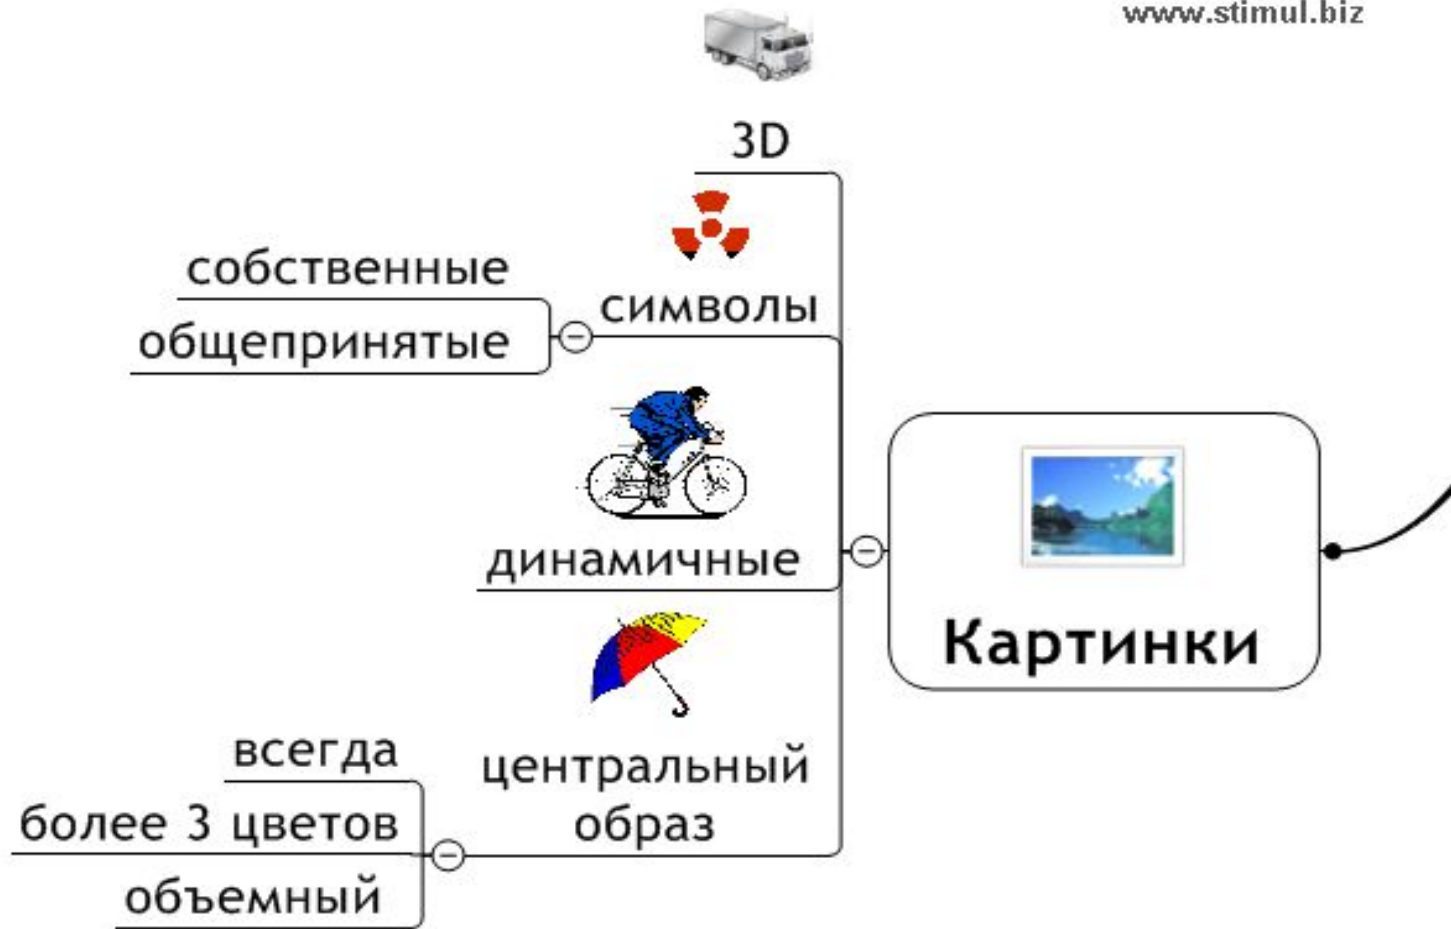 www.stimul.biz
3D
символы
собственные
общепринятые
динамичные
Картинки
центральный
образ
всегда
более 3 цветов
объемный